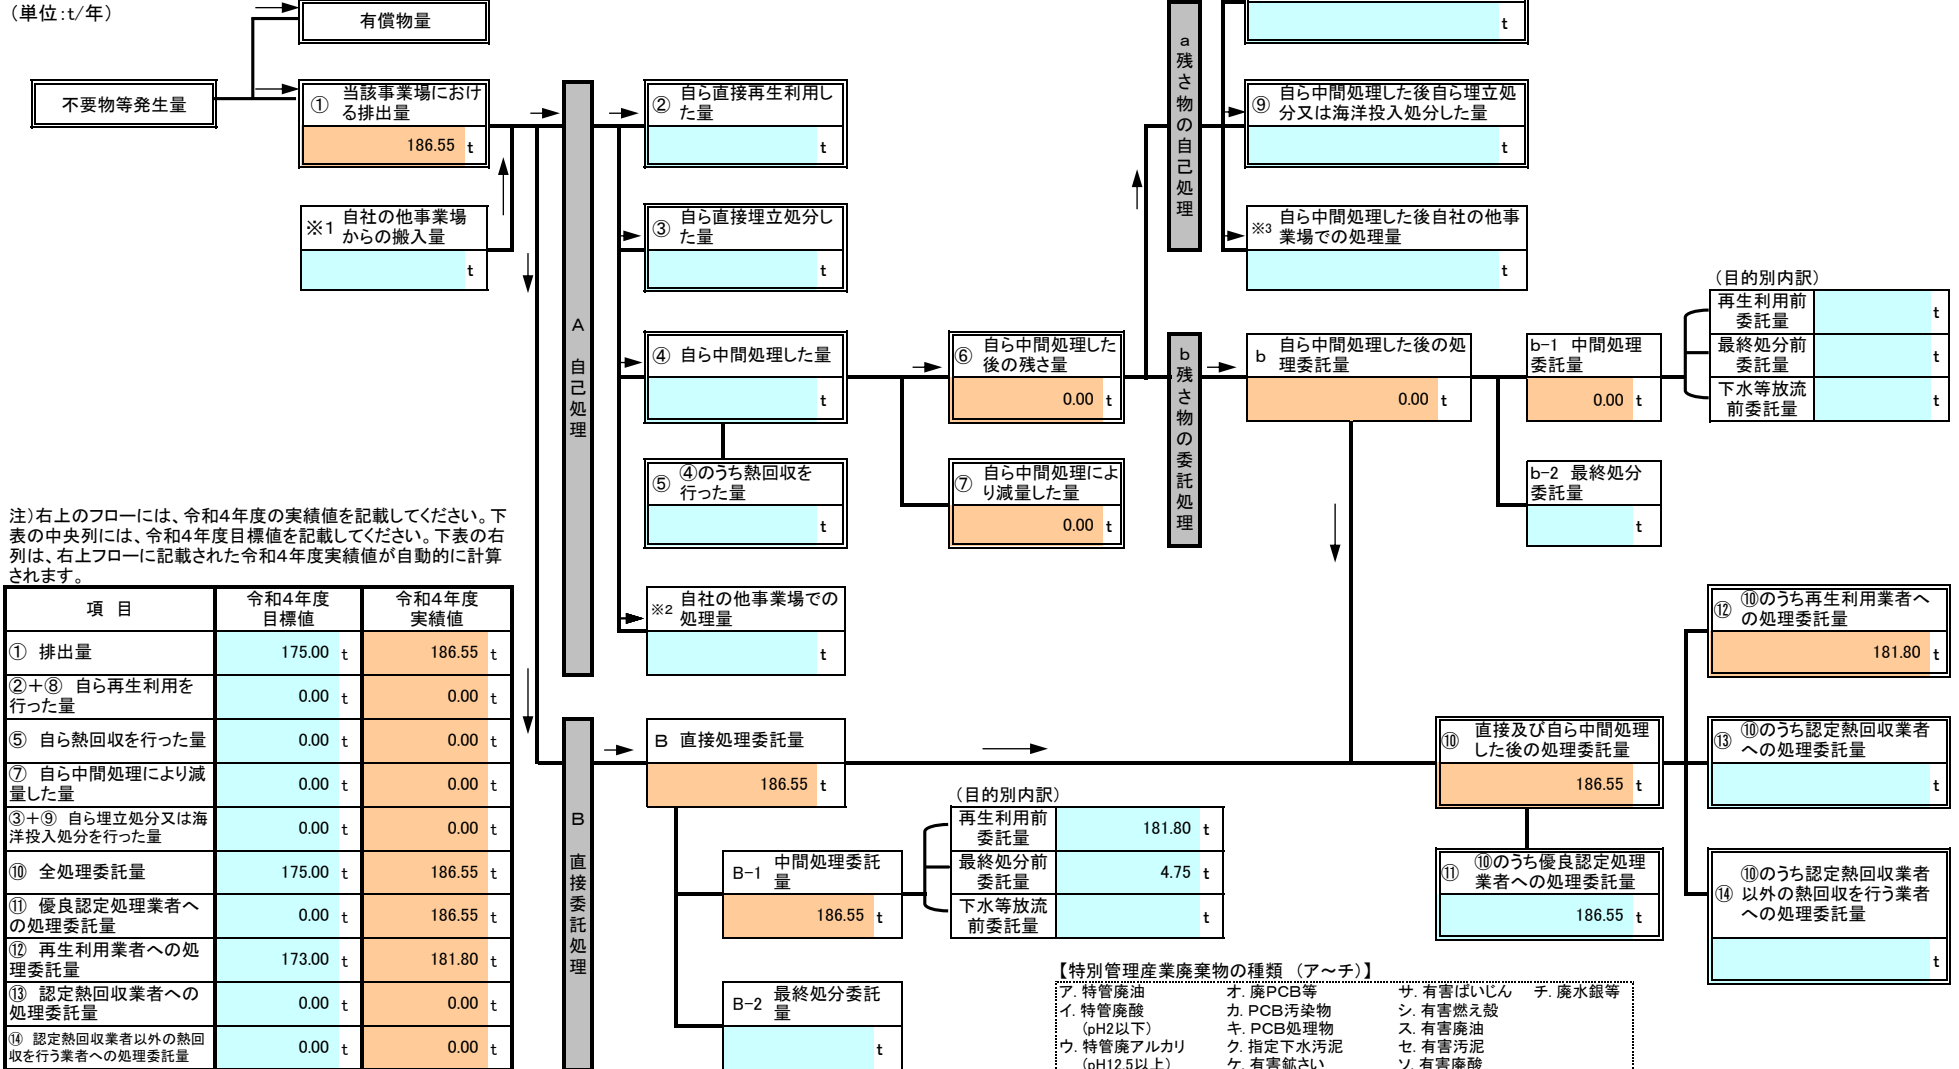 （単位:t/年）
有償物量
不要物等発生量
① 当該事業場におけ
る排出量
186.55 t
※1 自社の他事業場
からの搬入量
t
A 自己処理
② 自ら直接再生利用し
た量
t
③ 自ら直接埋立処分し
た量
t
④ 自ら中間処理した量
t
⑤ ④のうち熱回収を
行った量
t
※2 自社の他事業場での
処理量
t
⑥ 自ら中間処理した
後の残さ量
0.00 t
⑦ 自ら中間処理によ
り減量した量
0.00 t
a 残さ物の自己処理
t
⑨ 自ら中間処理した後自ら埋立処
分又は海洋投入処分した量
t
※3 自ら中間処理した後自社の他事
業場での処理量
t
b 残さ物の委託処理
b 自ら中間処理した後の処
理委託量
0.00 t
b-1 中間処理
委託量
0.00 t
b-2 最終処分
委託量
t
（目的別内訳）
再生利用前
委託量 t
最終処分前
委託量 t
下水等放流
前委託量 t
注）右上のフローには、令和4年度の実績値を記載してください。下
表の中央列には、令和4年度目標値を記載してください。下表の右
列は、右上フローに記載された令和4年度実績値が自動的に計算
されます。
項 目 令和4年度 目標値 令和4年度 実績値
① 排出量 175.00 t 186.55 t
②＋⑧ 自ら再生利用を
行った量 0.00 t 0.00 t
⑤ 自ら熱回収を行った量 0.00 t 0.00 t
⑦ 自ら中間処理により減
量した量 0.00 t 0.00 t
③＋⑨ 自ら埋立処分又は海
洋投入処分を行った量 0.00 t 0.00 t
⑩ 全処理委託量 175.00 t 186.55 t
⑪ 優良認定処理業者へ
の処理委託量 0.00 t 186.55 t
⑫ 再生利用業者への処
理委託量 173.00 t 181.80 t
⑬ 認定熱回収業者への
処理委託量 0.00 t 0.00 t
⑭ 認定熱回収業者以外の熱回
収を行う業者への処理委託量 0.00 t 0.00 t
B 直接委託処理
B 直接処理委託量
186.55 t
B-1 中間処理委託
量
186.55 t
B-2 最終処分委託
量
t
（目的別内訳）
再生利用前
委託量 181.80 t
最終処分前
委託量 4.75 t
下水等放流
前委託量 t
⑩ 直接及び自ら中間処理
した後の処理委託量
186.55 t
⑪ ⑩のうち優良認定処理
業者への処理委託量
186.55 t
⑫ ⑩のうち再生利用業者へ
の処理委託量
181.80 t
⑬ ⑩のうち認定熱回収業者
への処理委託量
t
⑭ ⑩のうち認定熱回収業者
以外の熱回収を行う業者
への処理委託量
t
【特別管理産業廃棄物の種類 （ア～チ）】
ア. 特管廃油 オ. 廃PCB等 サ. 有害ばいじん チ. 廃水銀等
イ. 特管廃酸 カ. PCB汚染物 シ. 有害燃え殻
（pH2以下） キ. PCB処理物 ス. 有害廃油
ウ. 特管廃アルカリ ク. 指定下水汚泥 セ. 有害汚泥
（pH12.5以上） ケ. 有害鉱さい ソ. 有害廃酸